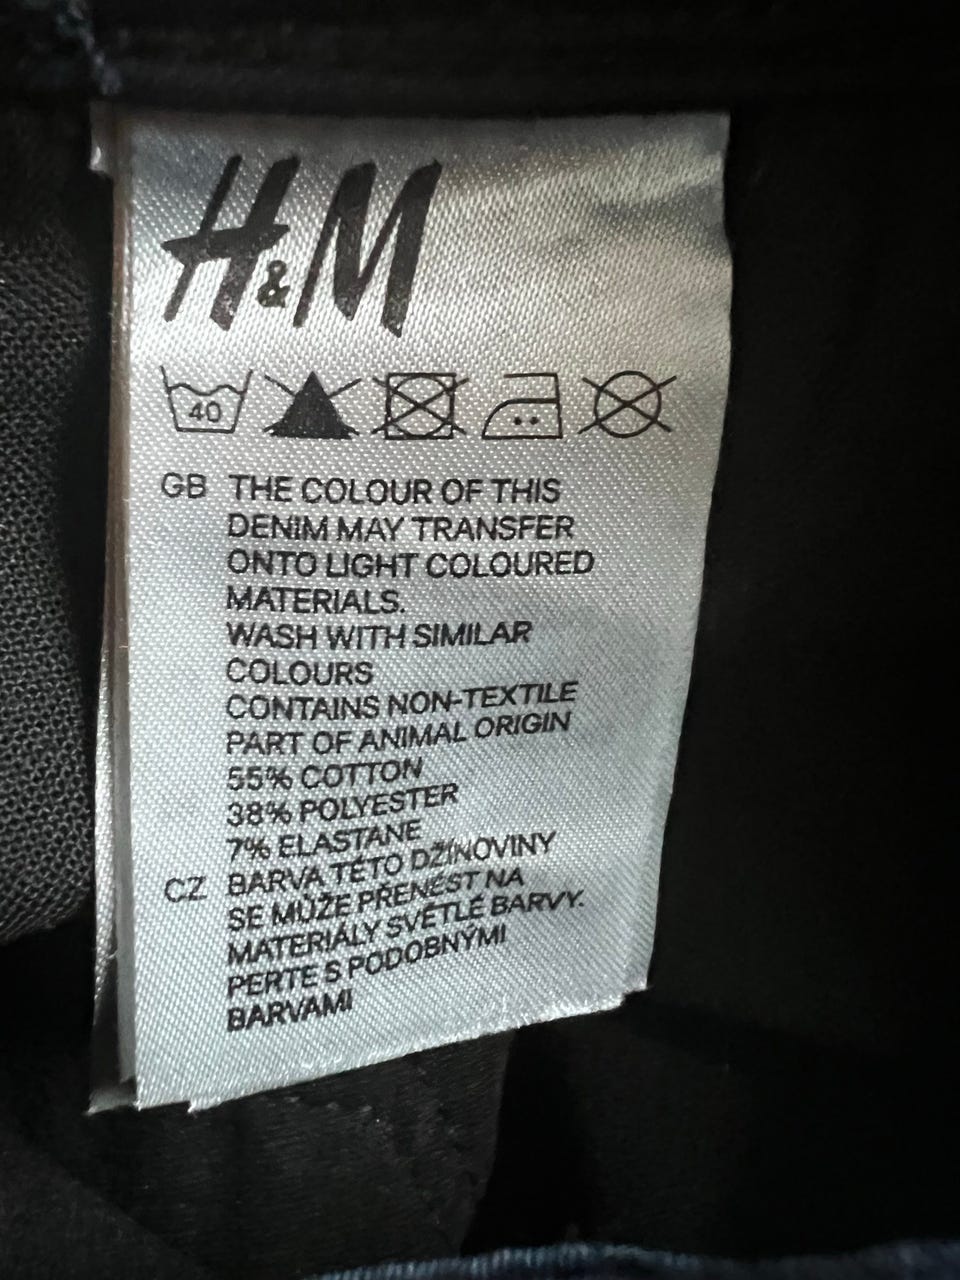 H&M
40
GB THE COLOUR OF THIS
DENIM MAY TRANSFER
ONTO LIGHT COLOURED
MATERIALS.
WASH WITH SIMILAR
COLOURS
CONTAINS NON-TEXTILE
PART OF ANIMAL ORIGIN
55% COTTON
38% POLYESTER
7% ELASTANE
CZ BARVA TÉTO DŽÍNOVINY
SE MŮŽE PŘENÉST NA
MATERIÁLY SVĚTLÉ BARVY.
PERTE S PODOBNÝMI
BARVAMI